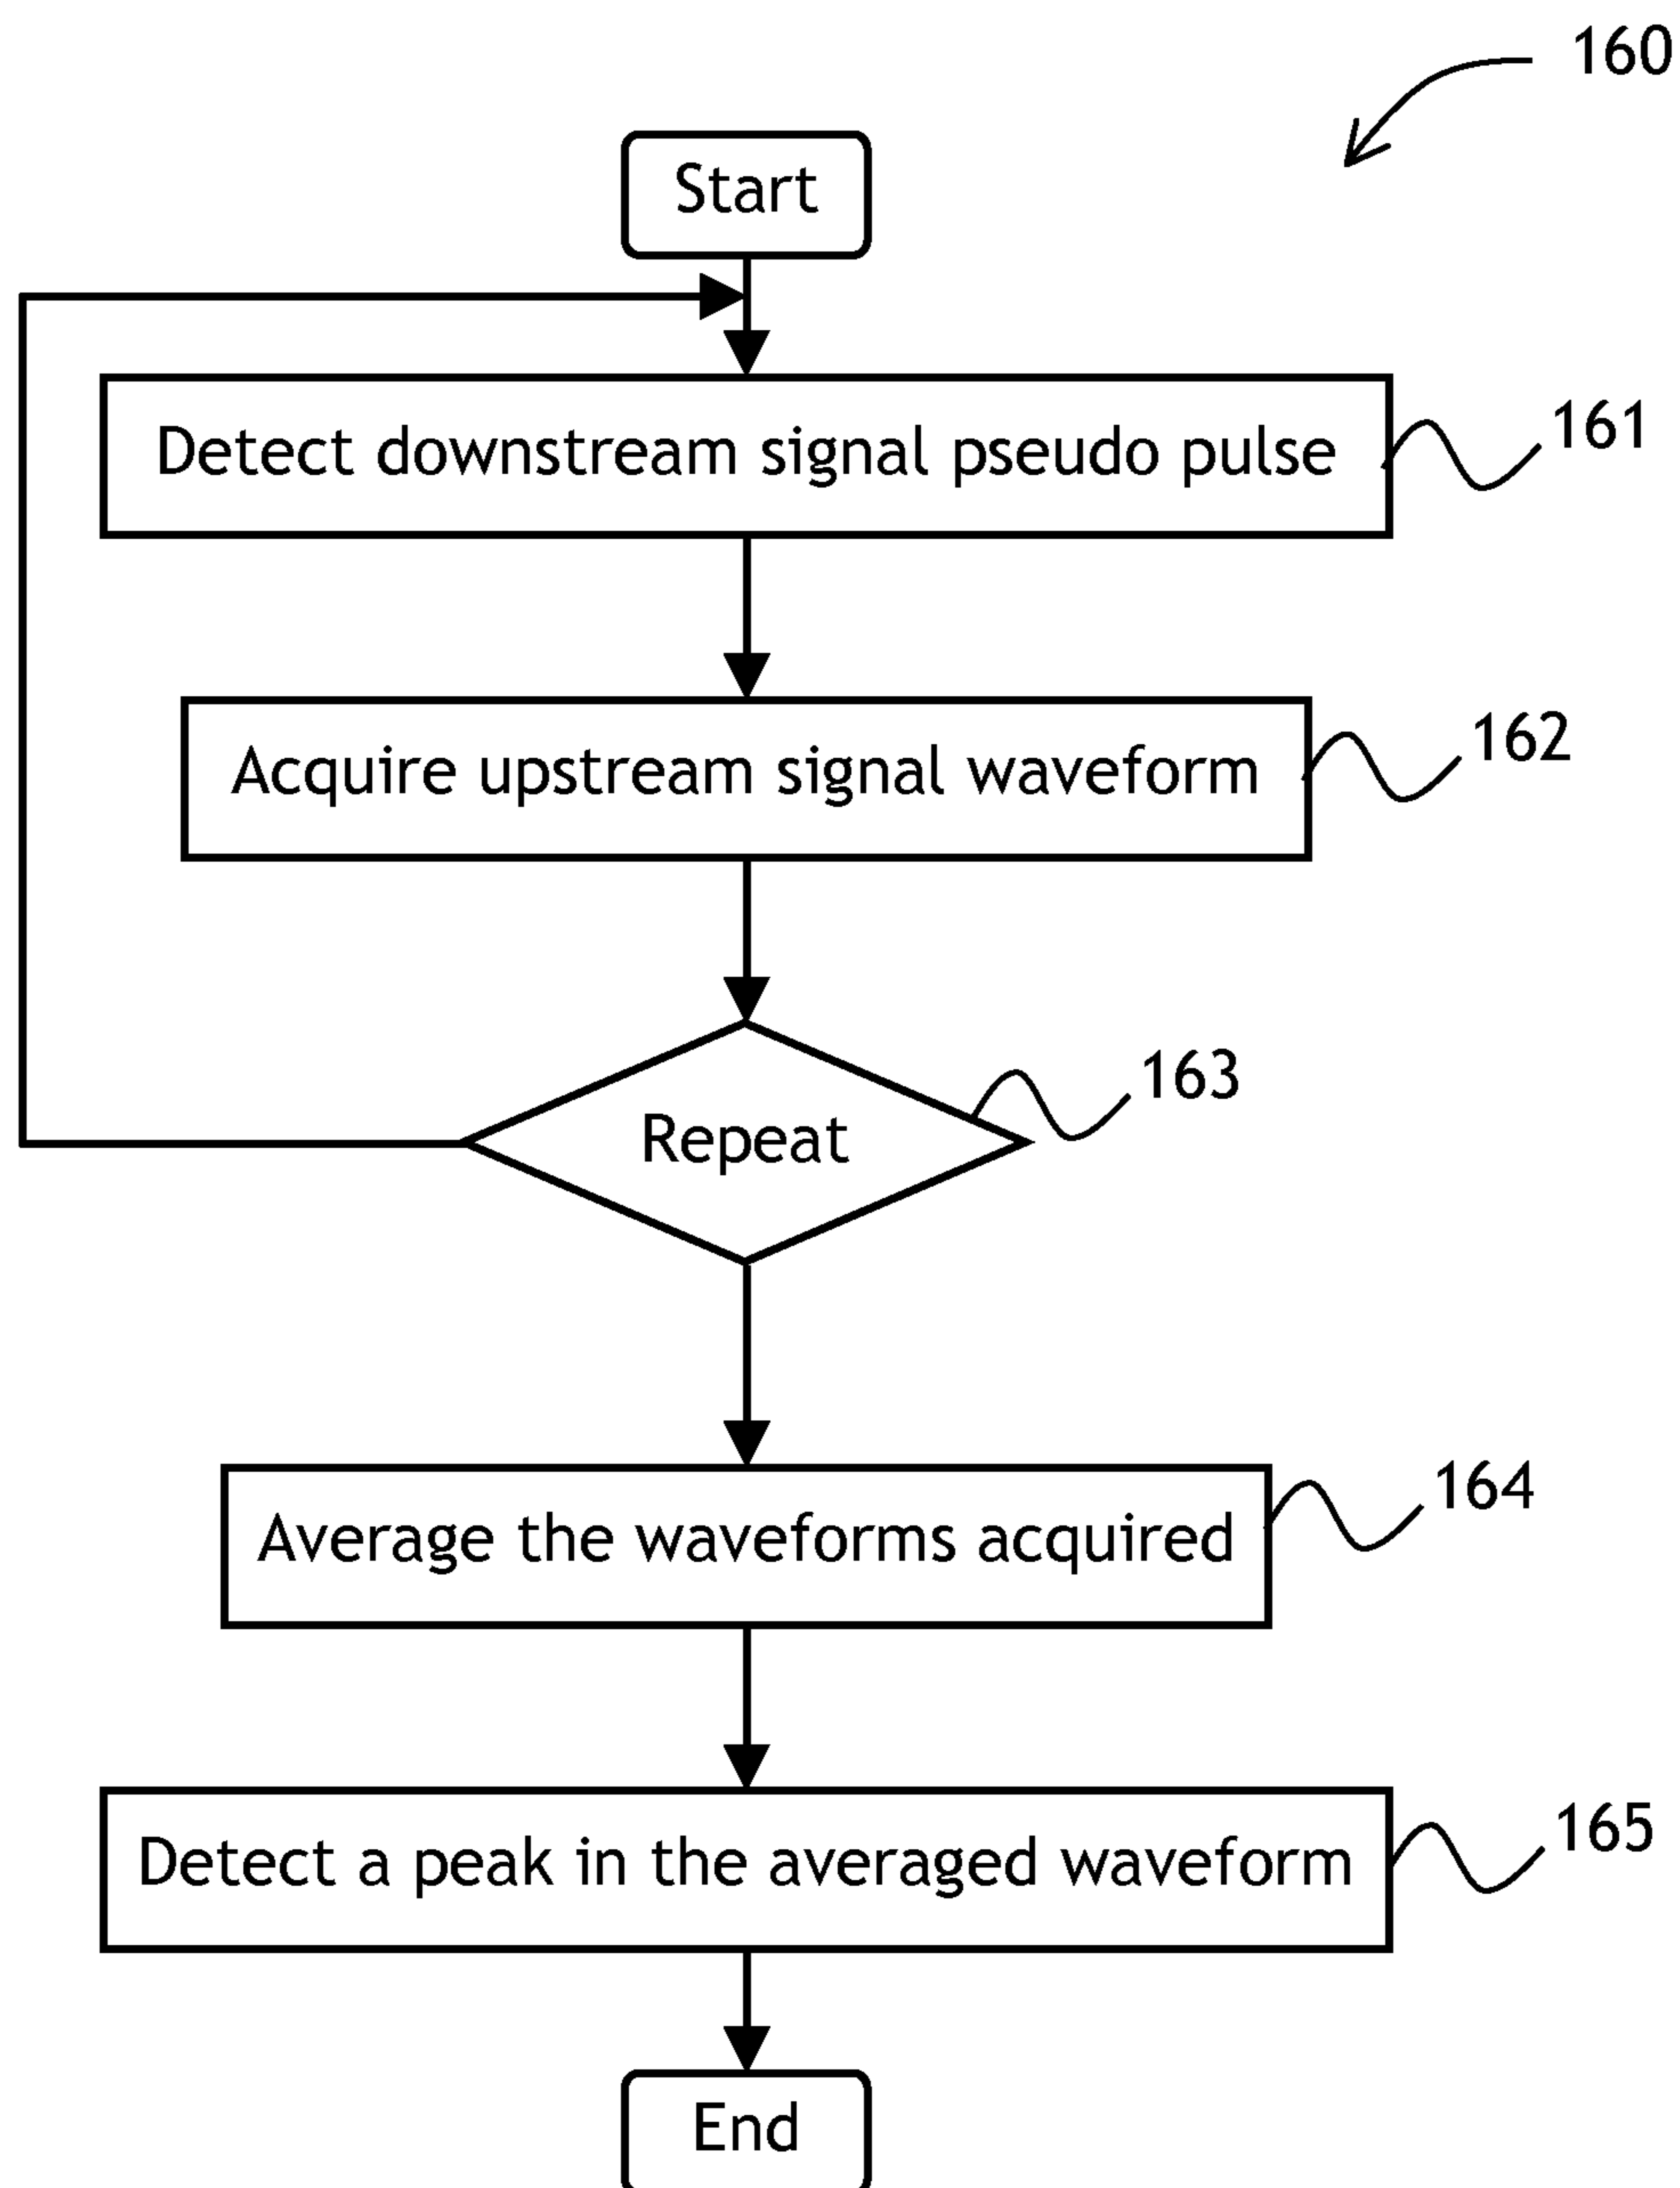 160
Start
Detect downstream signal pseudo pulse
161
Acquire upstream signal waveform
162
Repeat
163
Average the waveforms acquired
164
Detect a peak in the averaged waveform
165
End